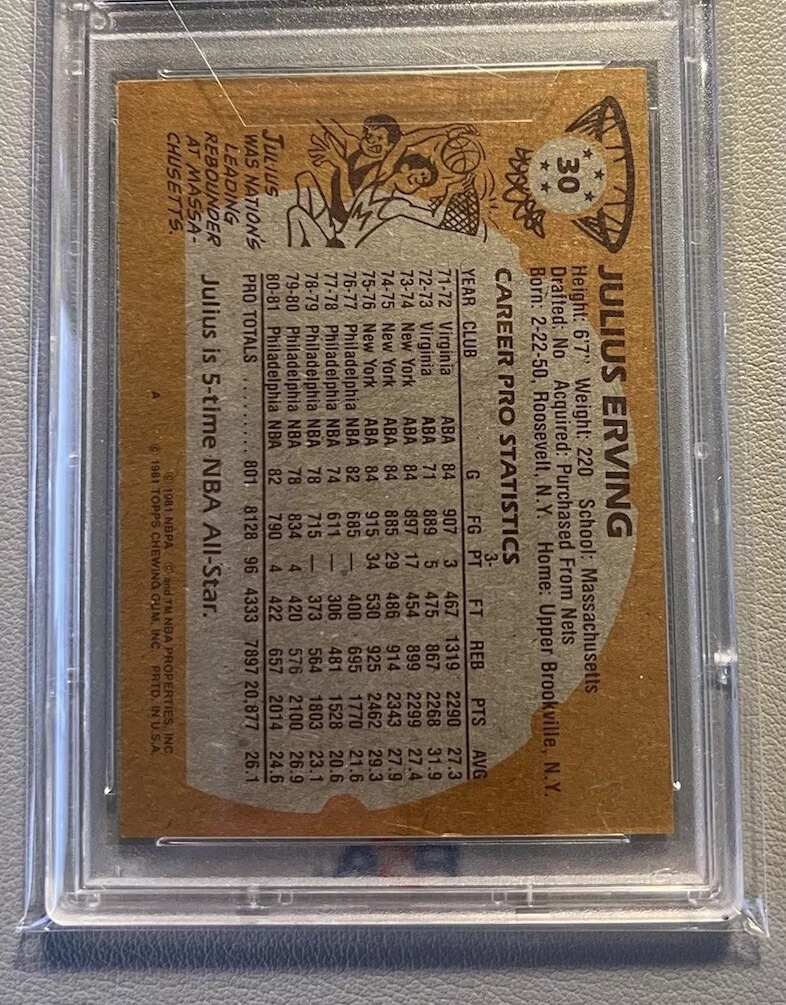 30
JULIUS ERVING
Height: 6'7" Weight: 220 School: Massachusetts
Drafted: No Acquired: Purchased From Nets
Born: 2-22-50, Roosevelt, N.Y. Home: Upper Brookville, N.Y.
CAREER PRO STATISTICS
YEAR CLUB G FG 3-PT FT REB PTS AVG
71-72 Virginia ABA 84 907 3 467 1319 2290 27.3
72-73 Virginia ABA 71 889 5 475 867 2268 31.9
73-74 New York ABA 84 897 17 454 899 2299 27.4
74-75 New York ABA 84 885 29 486 914 2343 27.9
75-76 New York ABA 84 915 34 530 925 2462 29.3
76-77 Philadelphia NBA 82 685 — 400 695 1770 21.6
77-78 Philadelphia NBA 74 611 — 306 481 1528 20.6
78-79 Philadelphia NBA 78 715 — 373 564 1803 23.1
79-80 Philadelphia NBA 78 834 4 420 576 2100 26.9
80-81 Philadelphia NBA 82 790 4 422 657 2014 24.6
PRO TOTALS ......... 801 8128 96 4333 7897 20,877 26.1
Julius is 5-time NBA All-Star.
JULIUS
WAS NATION'S
LEADING
REBOUNDER
AT MASSA-
CHUSETTS.
© 1981 NBPA © and TM NBA PROPERTIES, INC.
A © 1981 TOPPS CHEWING GUM, INC. PRTD. IN U.S.A.